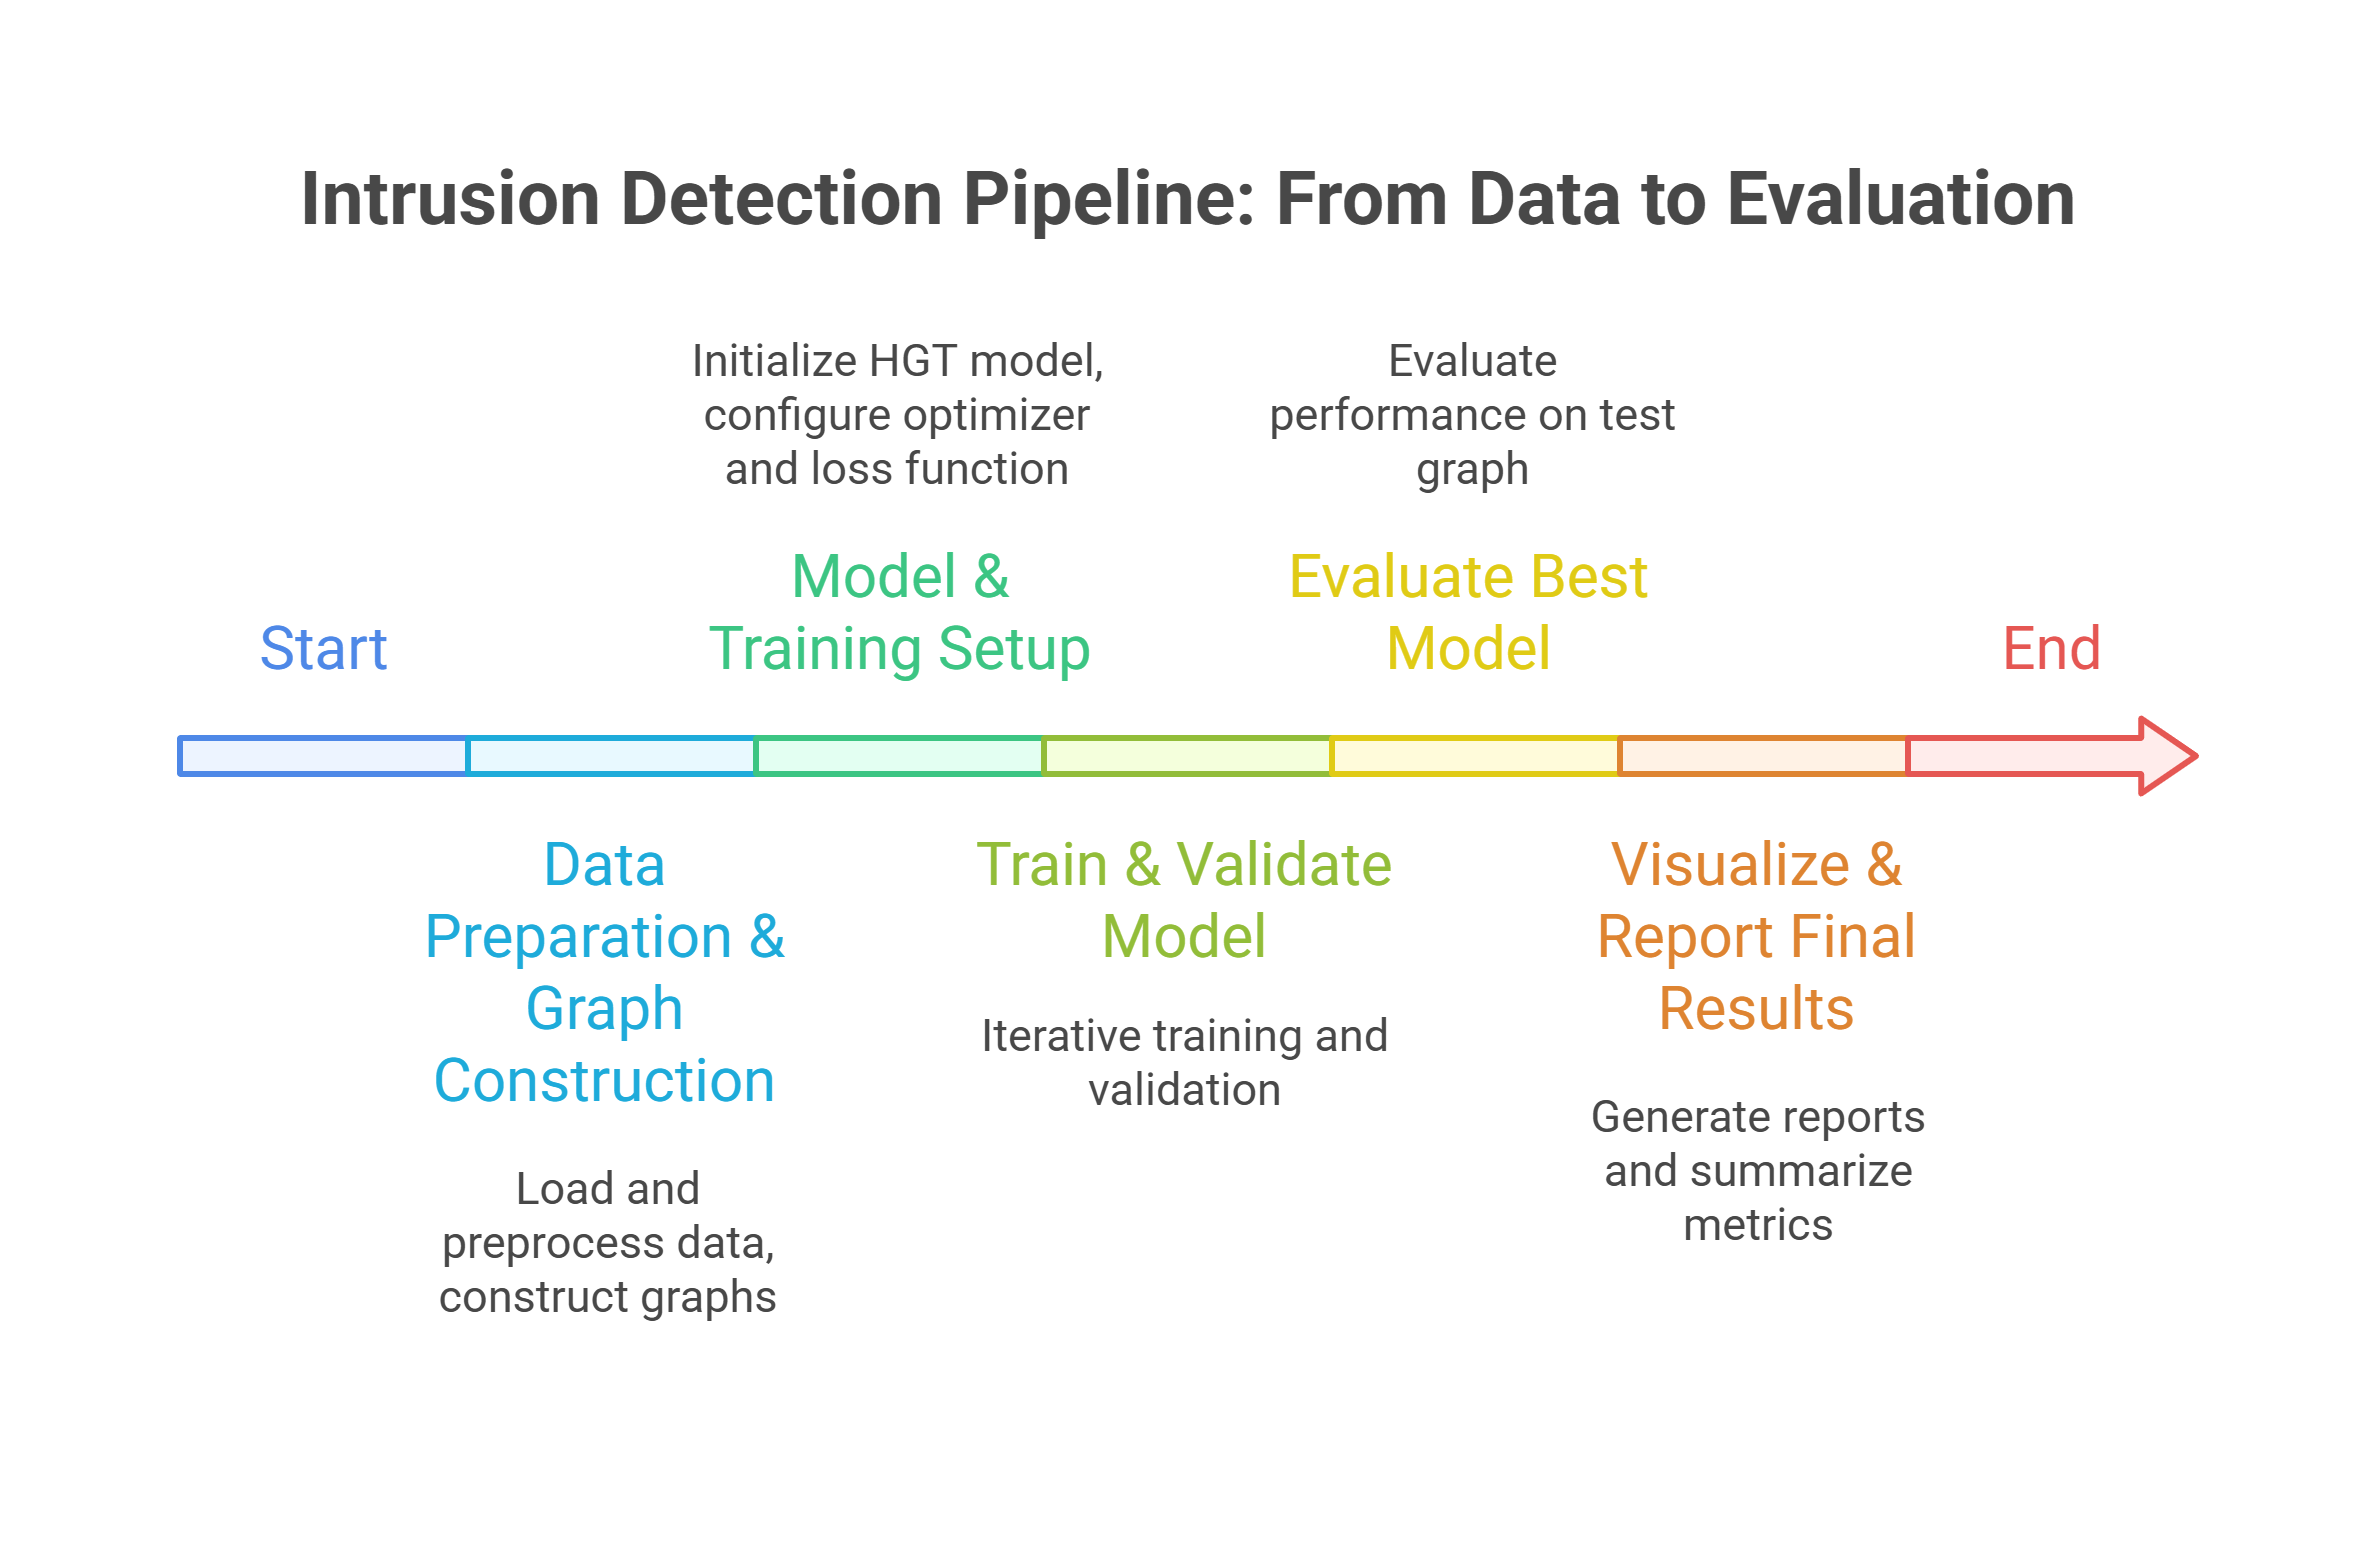 Intrusion Detection Pipeline: From Data to Evaluation
Start
Data
Preparation &
Graph
Construction
Load and
preprocess data,
construct graphs
Initialize HGT model,
configure optimizer
and loss function
Model &
Training Setup
Train & Validate
Model
Iterative training and
validation
Evaluate
performance on test
graph
Evaluate Best
Model
Visualize &
Report Final
Results
Generate reports
and summarize
metrics
End